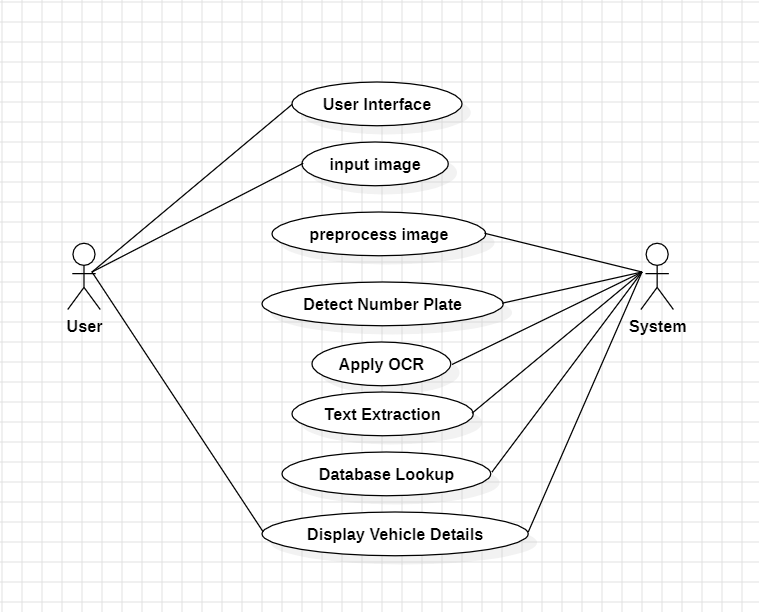 User Interface
input image
preprocess image
Detect Number Plate
User
System
Apply OCR
Text Extraction
Database Lookup
Display Vehicle Details